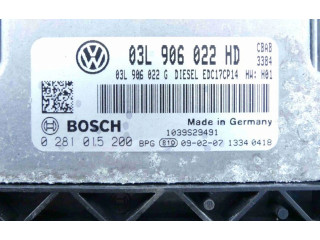 03L 906 022 HD CBAB
3384
03L 906 022 G DIESEL EDC17CP14 HW: H01
Made in Germany
BOSCH 1039S29491
0 281 015 200 BPG 09-02-07 1334 0418